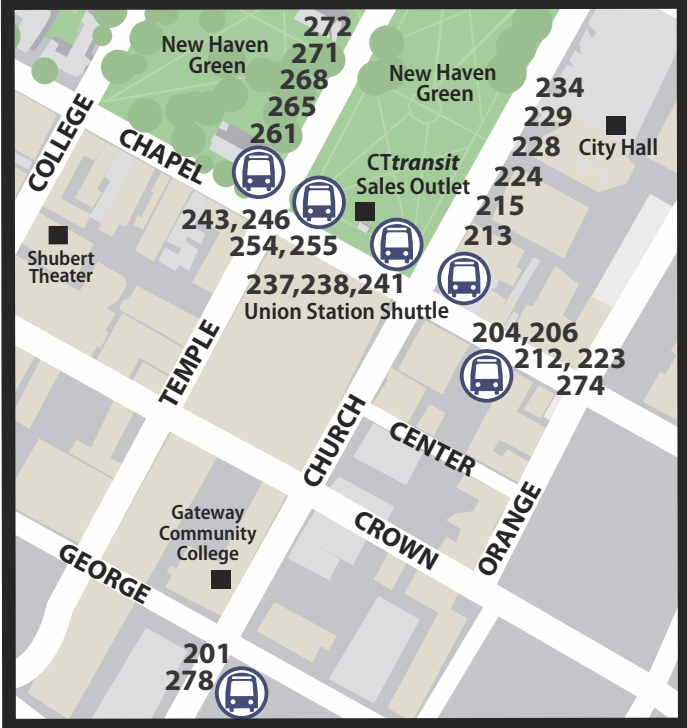 272
271
268
265
261
New Haven
Green
New Haven
Green
234
229
228
224
215
213
City Hall
COLLEGE
CHAPEL
CTtransit
Sales Outlet
243, 246
254, 255
Shubert
Theater
237,238,241
Union Station Shuttle
204,206
212, 223
274
TEMPLE
CHURCH
CENTER
ORANGE
CROWN
Gateway
Community
College
GEORGE
201
278